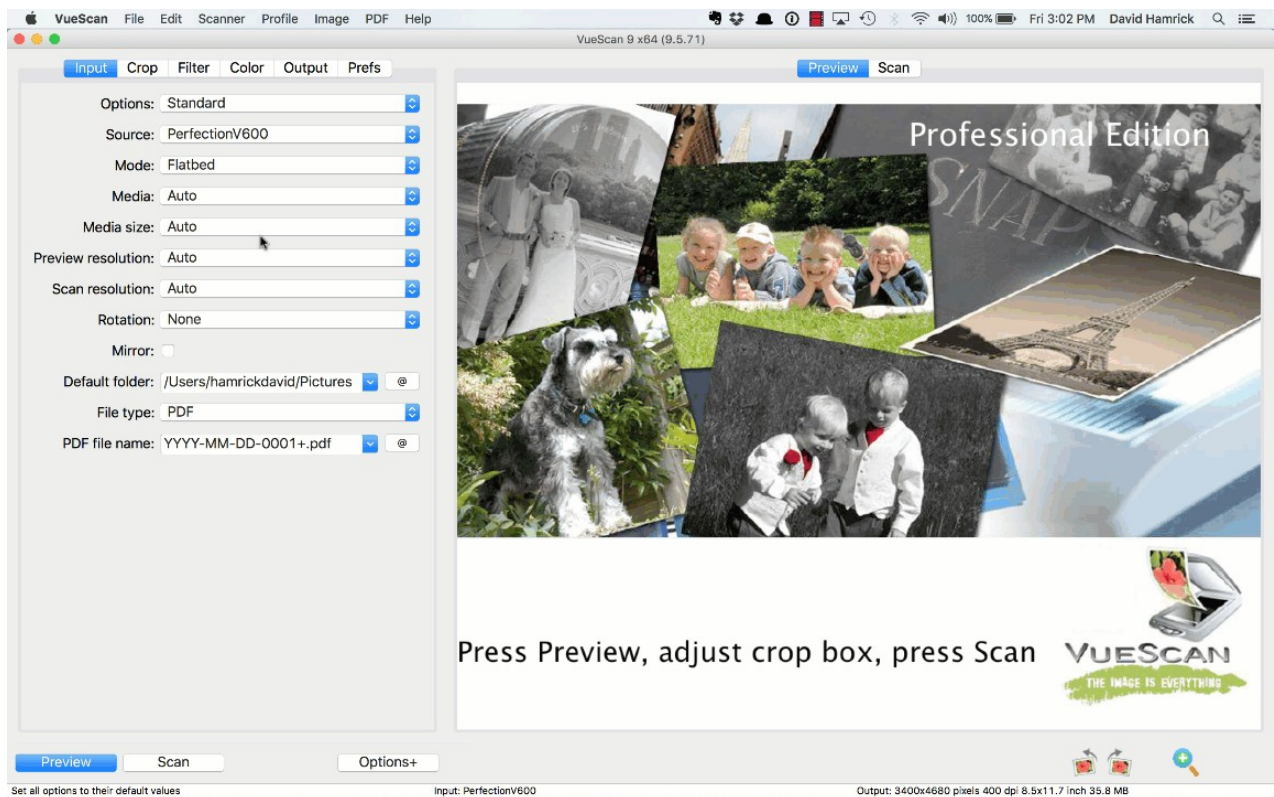 VueScan File Edit Scanner Profile Image PDF Help 100% Fri 3:02 PM David Hamrick
VueScan 9 x64 (9.5.71)
Input Crop Filter Color Output Prefs
Preview Scan
Options: Standard
Source: PerfectionV600
Mode: Flatbed
Media: Auto
Media size: Auto
Preview resolution: Auto
Scan resolution: Auto
Rotation: None
Mirror:
Default folder: /Users/hamrickdavid/Pictures @
File type: PDF
PDF file name: YYYY-MM-DD-0001+.pdf @
Professional Edition
SNAP
Press Preview, adjust crop box, press Scan
VUESCAN
THE IMAGE IS EVERYTHING
Preview Scan Options+
Set all options to their default values
Input: PerfectionV600
Output: 3400x4680 pixels 400 dpi 8.5x11.7 inch 35.8 MB